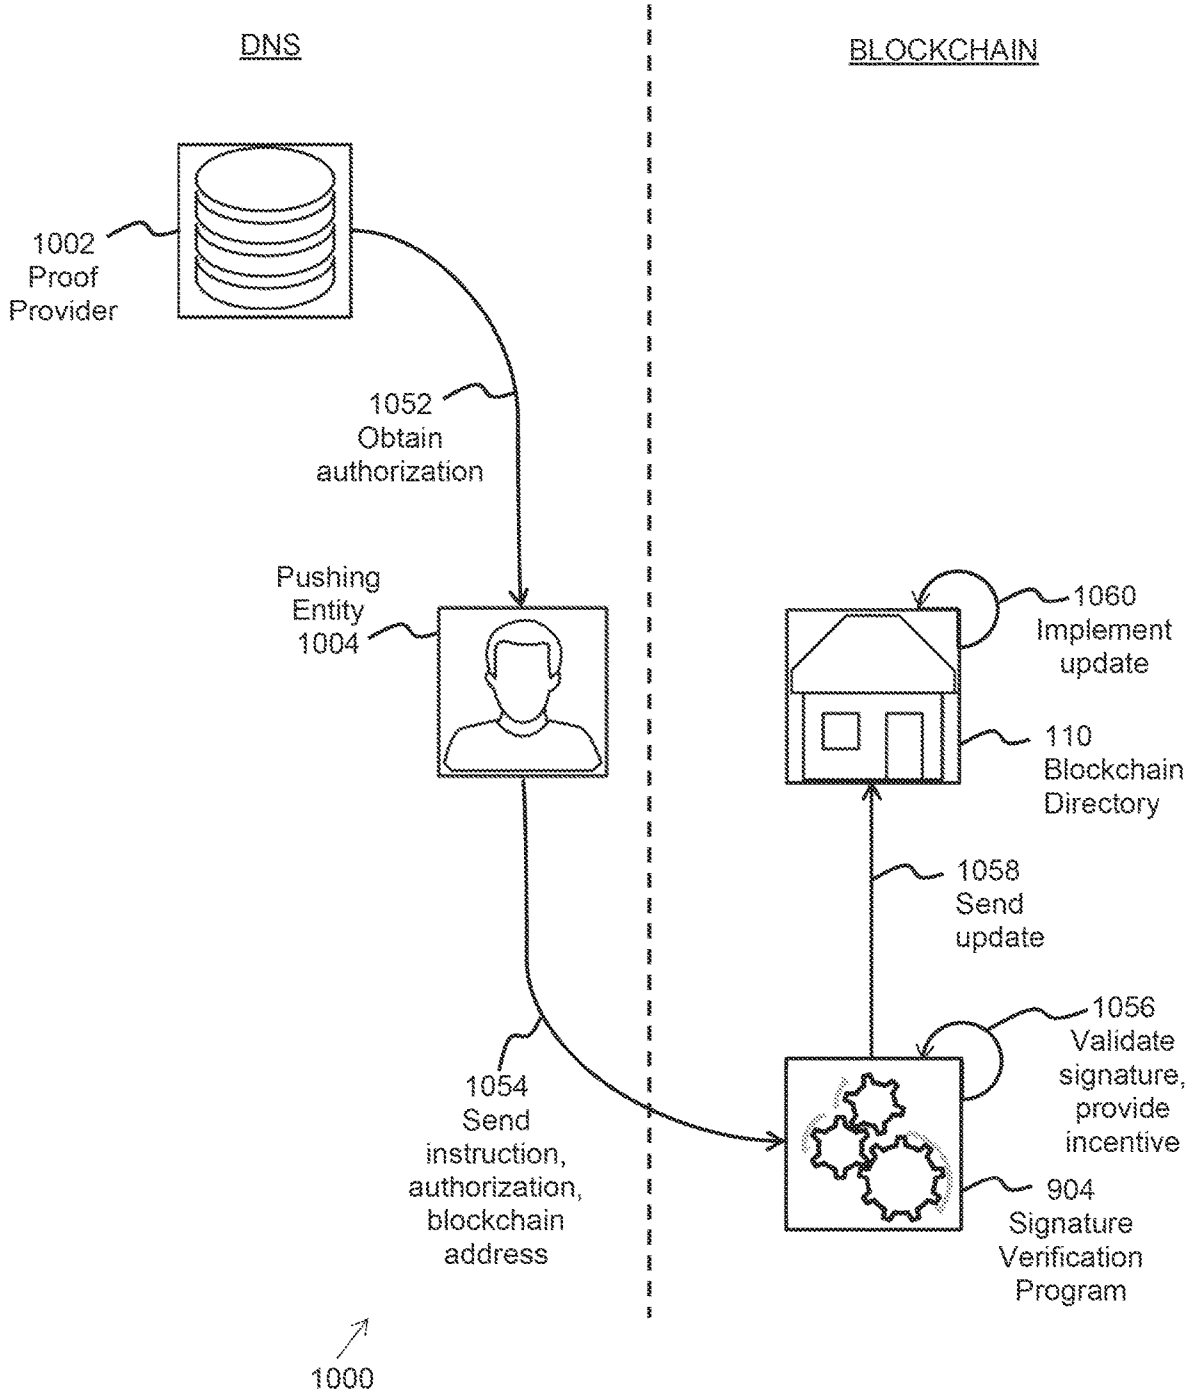 DNS
BLOCKCHAIN
1002
Proof
Provider
1052
Obtain
authorization
Pushing
Entity
1004
1060
Implement
update
110
Blockchain
Directory
1058
Send
update
1054
Send
instruction,
authorization,
blockchain
address
1056
Validate
signature,
provide
incentive
904
Signature
Verification
Program
1000